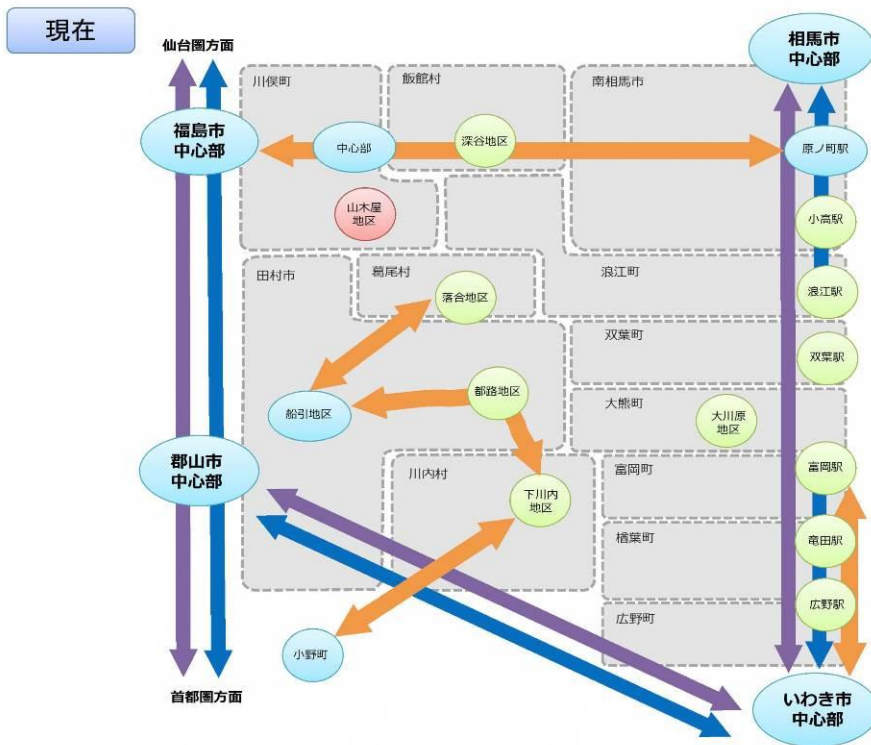 現在
仙台圏方面
相馬市
中心部
川俣町
飯館村
南相馬市
福島市
中心部
中心部
深谷地区
原ノ町駅
山木屋
地区
小高駅
田村市
葛尾村
浪江町
落合地区
浪江駅
双葉町
双葉駅
船引地区
都路地区
大熊町
大川原
地区
郡山市
中心部
川内村
富岡町
富岡駅
下川内
地区
楢葉町
竜田駅
広野町
広野駅
小野町
首都圏方面
いわき市
中心部